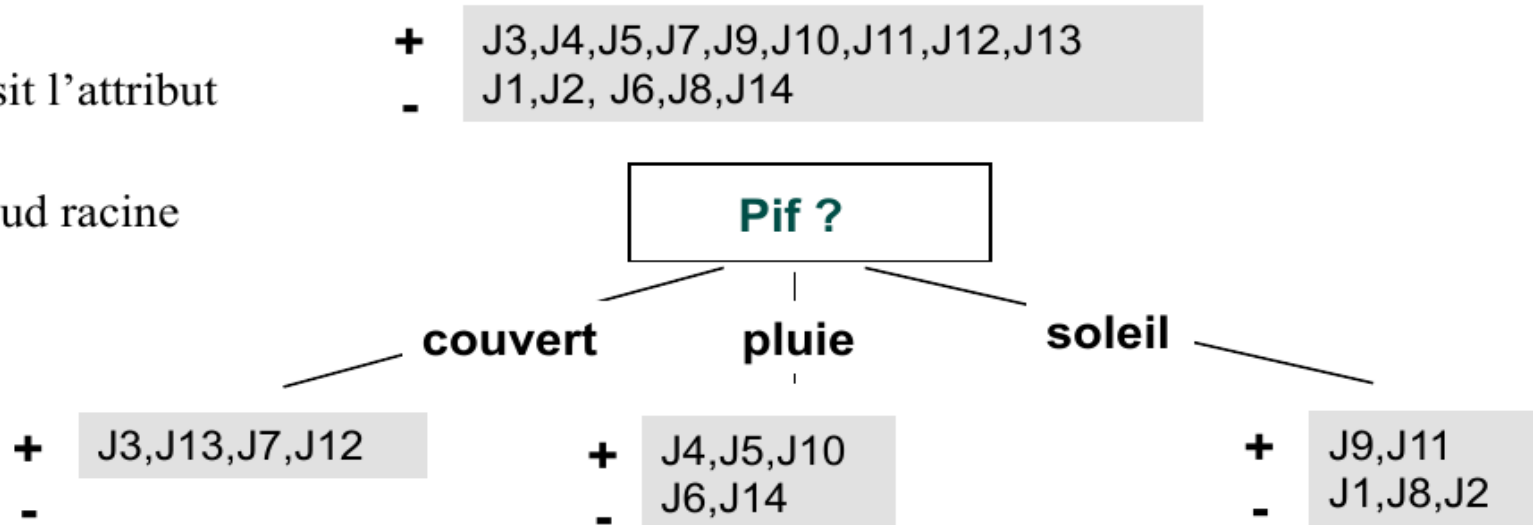 + J3,J4,J5,J7,J9,J10,J11,J12,J13
sit l’attribut
- J1,J2, J6,J8,J14
ud racine
Pif ?
couvert pluie soleil
+ J3,J13,J7,J12
-
+ J4,J5,J10
- J6,J14
+ J9,J11
- J1,J8,J2